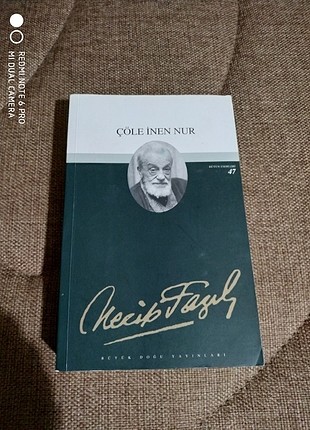 ÇÖLE İNEN NUR
47
Necip Fazıl
BÜYÜK DOĞU YAYINLARI
REDMI NOTE 6 PRO
MI DUAL CAMERA